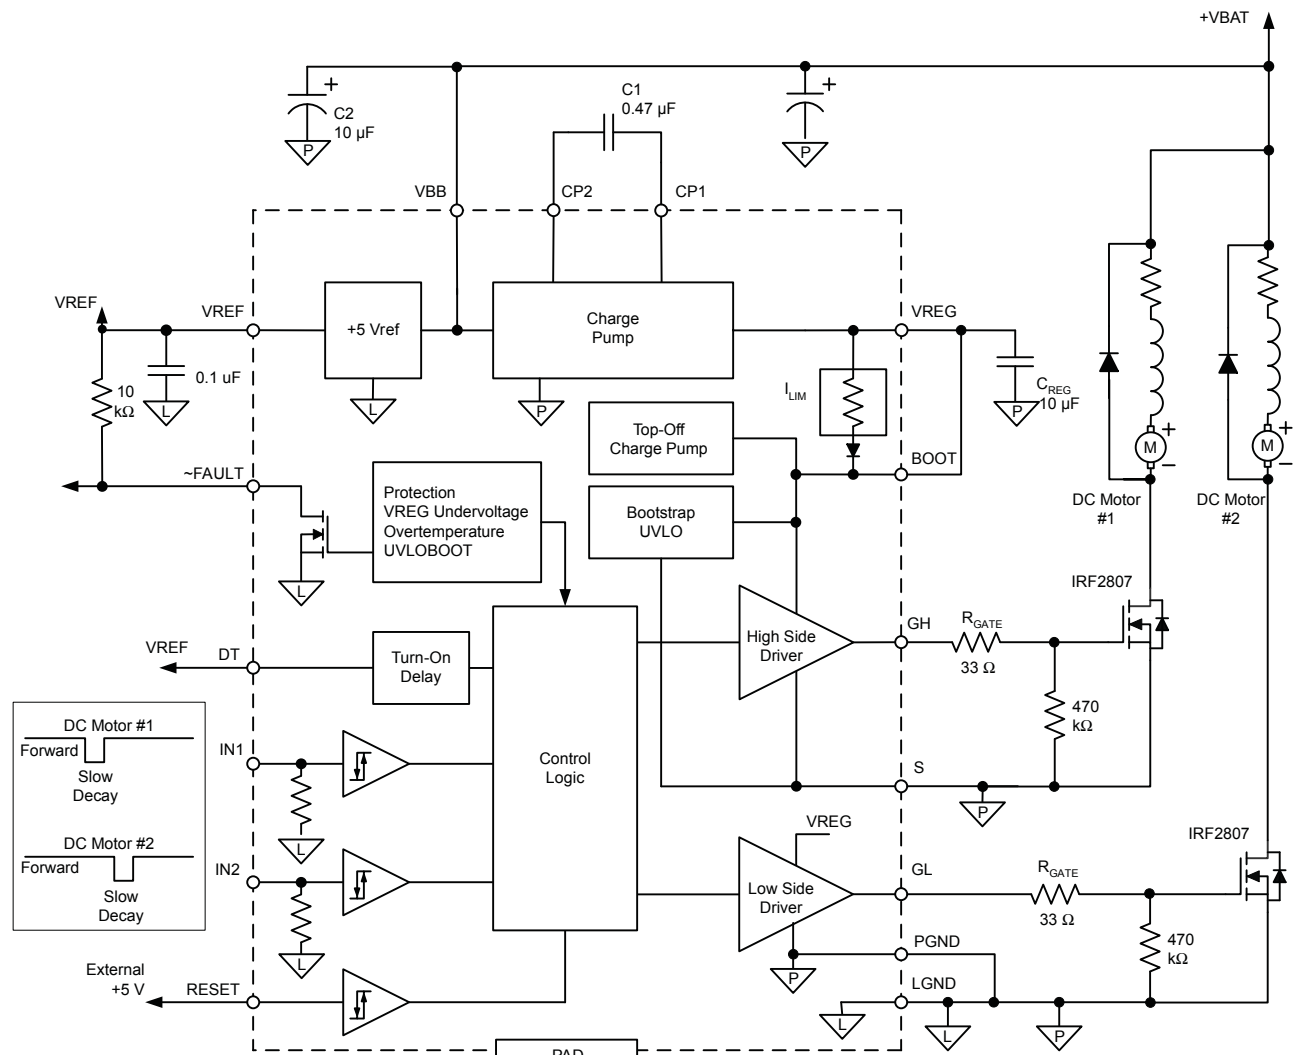 +VBAT
C2
10 µF
P
C1
0.47 µF
P
VBB
CP2
CP1
VREF
VREF
+5 Vref
Charge
Pump
VREG
0.1 uF
10
kΩ
L
L
P
I_LIM
C_REG
10 µF
P
Top-Off
Charge Pump
BOOT
M
+
−
M
+
−
DC Motor
#1
DC Motor
#2
~FAULT
Protection
VREG Undervoltage
Overtemperature
UVLOBOOT
Bootstrap
UVLO
L
IRF2807
VREF
DT
Turn-On
Delay
High Side
Driver
GH
R_GATE
33 Ω
470
kΩ
DC Motor #1
Forward
Slow
Decay
DC Motor #2
Forward
Slow
Decay
IN1
L
Control
Logic
S
P
IN2
L
VREG
Low Side
Driver
GL
R_GATE
33 Ω
IRF2807
470
kΩ
PGND
P
External
+5 V
RESET
LGND
L
L
P